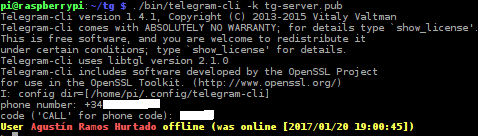 pi@raspberrypi:~/tg $ ./bin/telegram-cli -k tg-server.pub
Telegram-cli version 1.4.1, Copyright (C) 2013-2015 Vitaly Valtman
Telegram-cli comes with ABSOLUTELY NO WARRANTY; for details type `show_license'.
This is free software, and you are welcome to redistribute it
under certain conditions; type `show_license' for details.
Telegram-cli uses libtgl version 2.1.0
Telegram-cli includes software developed by the OpenSSL Project
for use in the OpenSSL Toolkit. (http://www.openssl.org/)
I: config dir=[/home/pi/.config/telegram-cli]
phone number: +34
code ('CALL' for phone code):
User Agustín Ramos Hurtado offline (was online [2017/01/20 19:00:45])